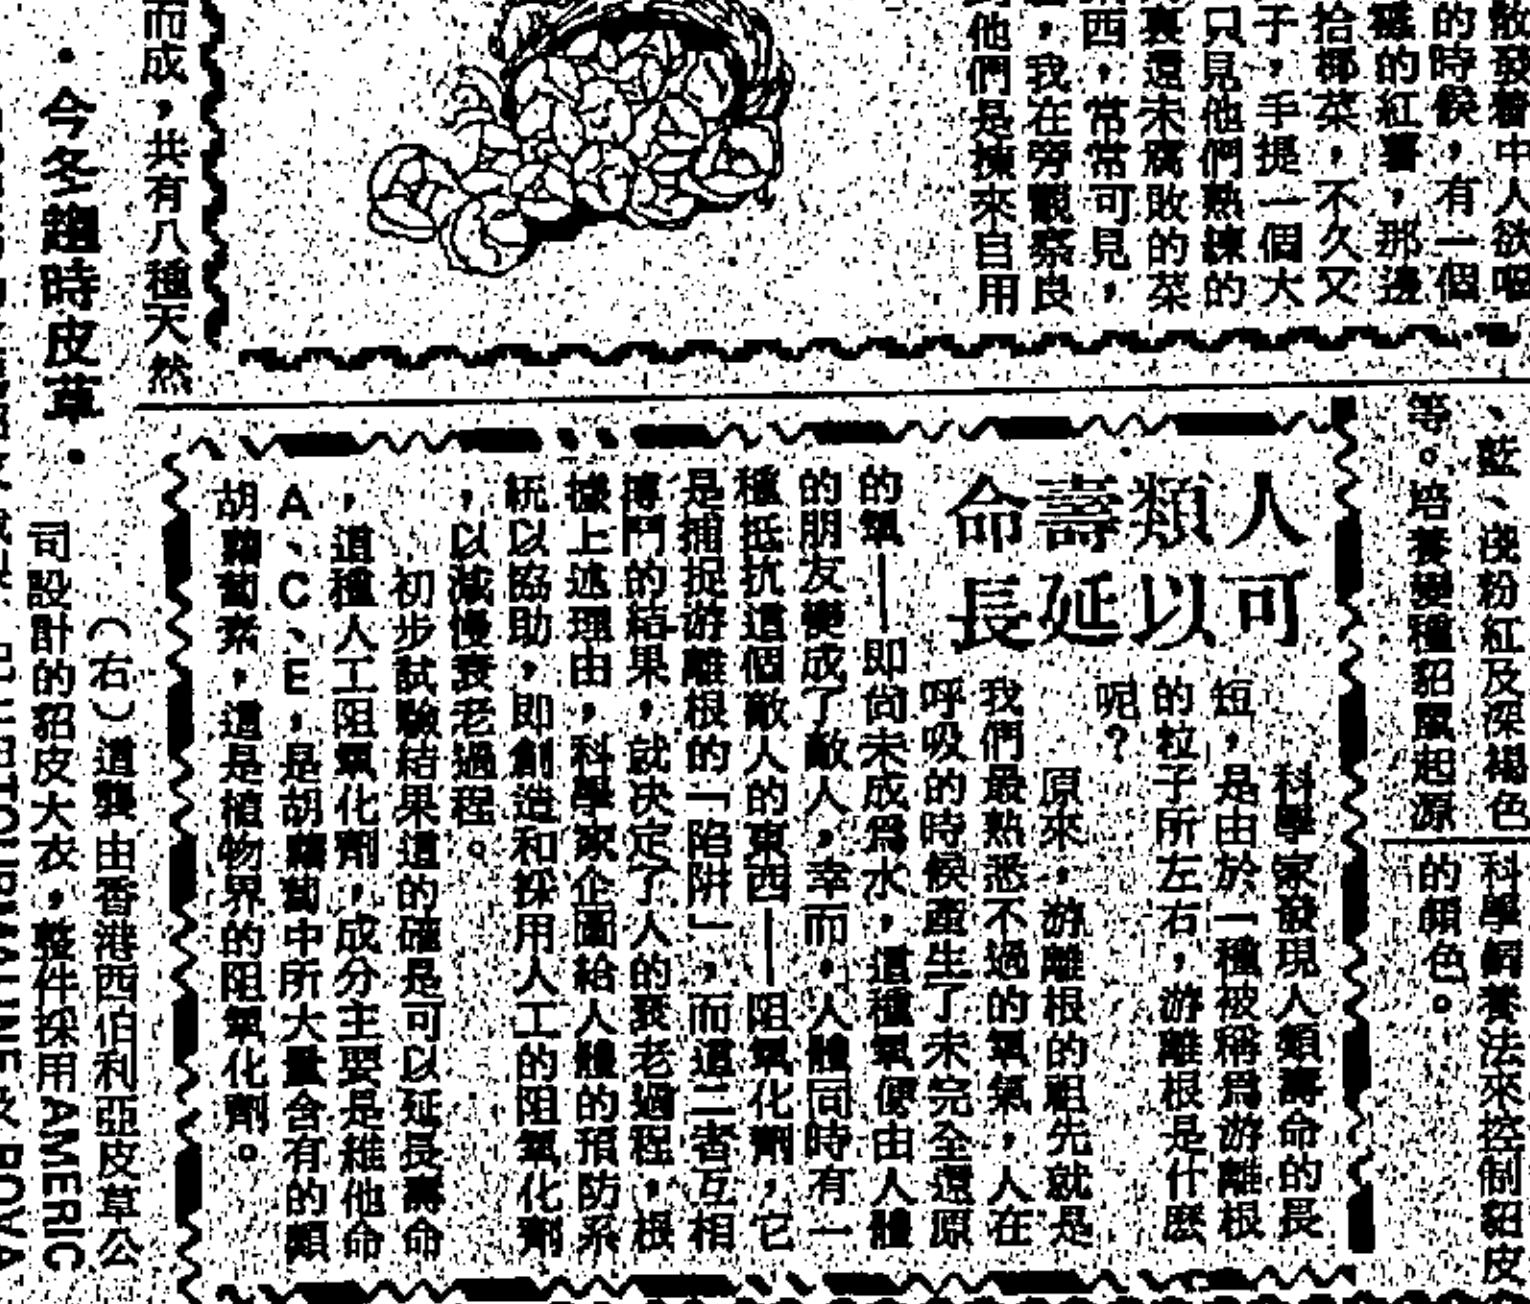 散發着中人欲嘔
的時候，有一個
的紅薯，那邊
拾椰菜，不久又
子，手提一個大
只見他們熟練的
裏還未腐敗的菜
西，常常可見，
，我在旁觀察良
他們是揀來自用
、藍、淺粉紅及深褐色
等。培養變種貂鼠起源
科學飼養法來控制貂皮
的顏色。
人類壽命
可以延長
科學家發現人類壽命的長
短，是由於一種被稱爲游離根
的粒子所左右，游離根是什麼
呢？
原來，游離根的祖先就是
我們最熟悉不過的氧氣，人在
呼吸的時候產生了未完全還原
的氧—即尙未成爲水，這種氧便由人體
的朋友變成了敵人，幸而，人體同時有一
種抵抗這個敵人的東西—阻氧化劑，它
是捕捉游離根的「陷阱」，而這二者互相
搏鬥的結果，就決定了人的衰老過程，根
據上述理由，科學家企圖給人體的預防系
統以協助，即創造和採用人工的阻氧化劑
，以減慢衰老過程。
初步試驗結果這的確是可以延長壽命
，這種人工阻氧化劑，成分主要是維他命
A、C、E，是胡蘿蔔中所大量含有的類
胡蘿蔔素，這是植物界的阻氧化劑。
而成，共有八種天然
・今冬趨時皮草・
（右）這襲由香港西伯利亞皮草公
司設計的貂皮大衣，整件採用AMERIC